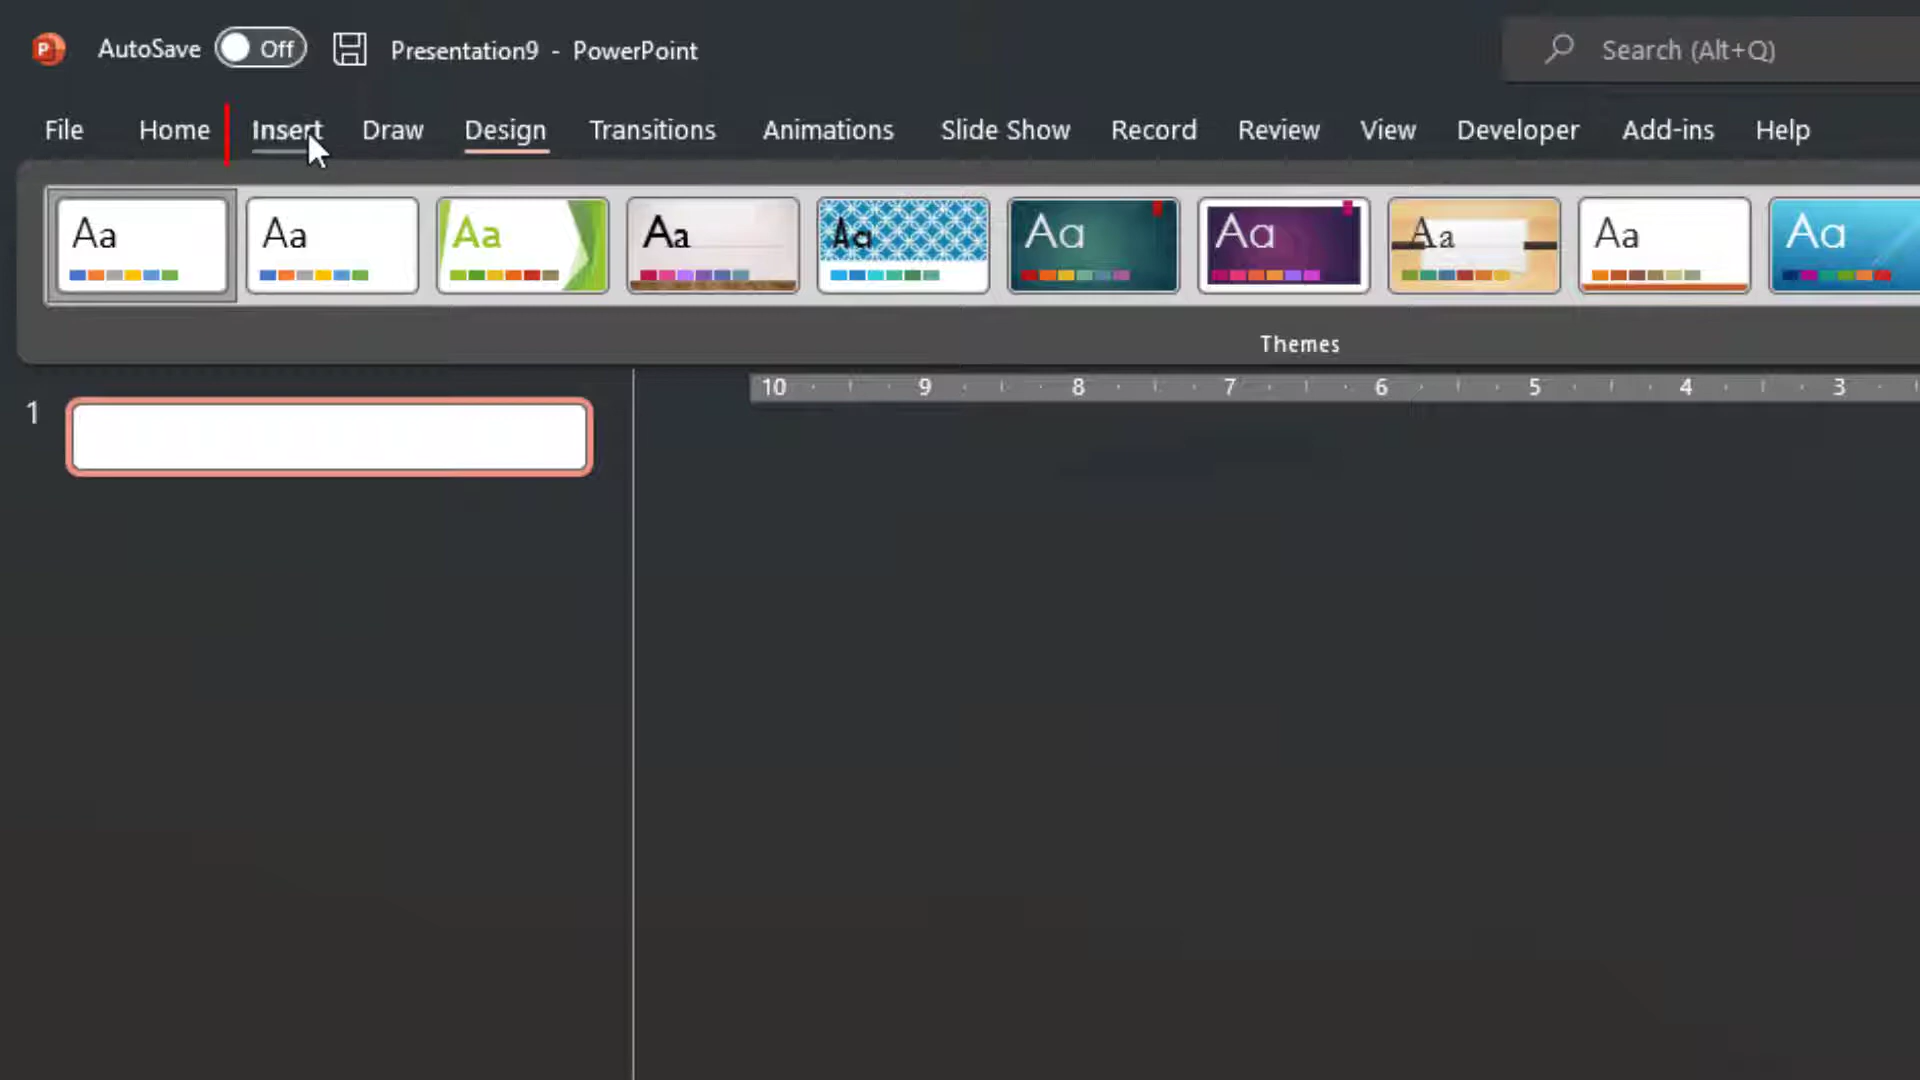 P AutoSave Off Presentation9 - PowerPoint Search (Alt+Q)
File Home Insert Draw Design Transitions Animations Slide Show Record Review View Developer Add-ins Help
Aa Aa Aa Aa Aa Aa Aa Aa Aa Aa
Themes
10 9 8 7 6 5 4 3
1